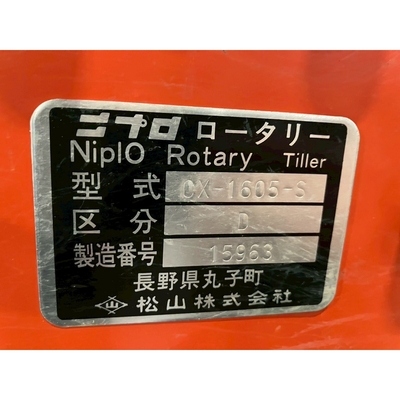 ニプロ ロータリー
NiplO Rotary Tiller
型式 CX-1605-S
区分 D
製造番号 15963
長野県丸子町
松山株式会社